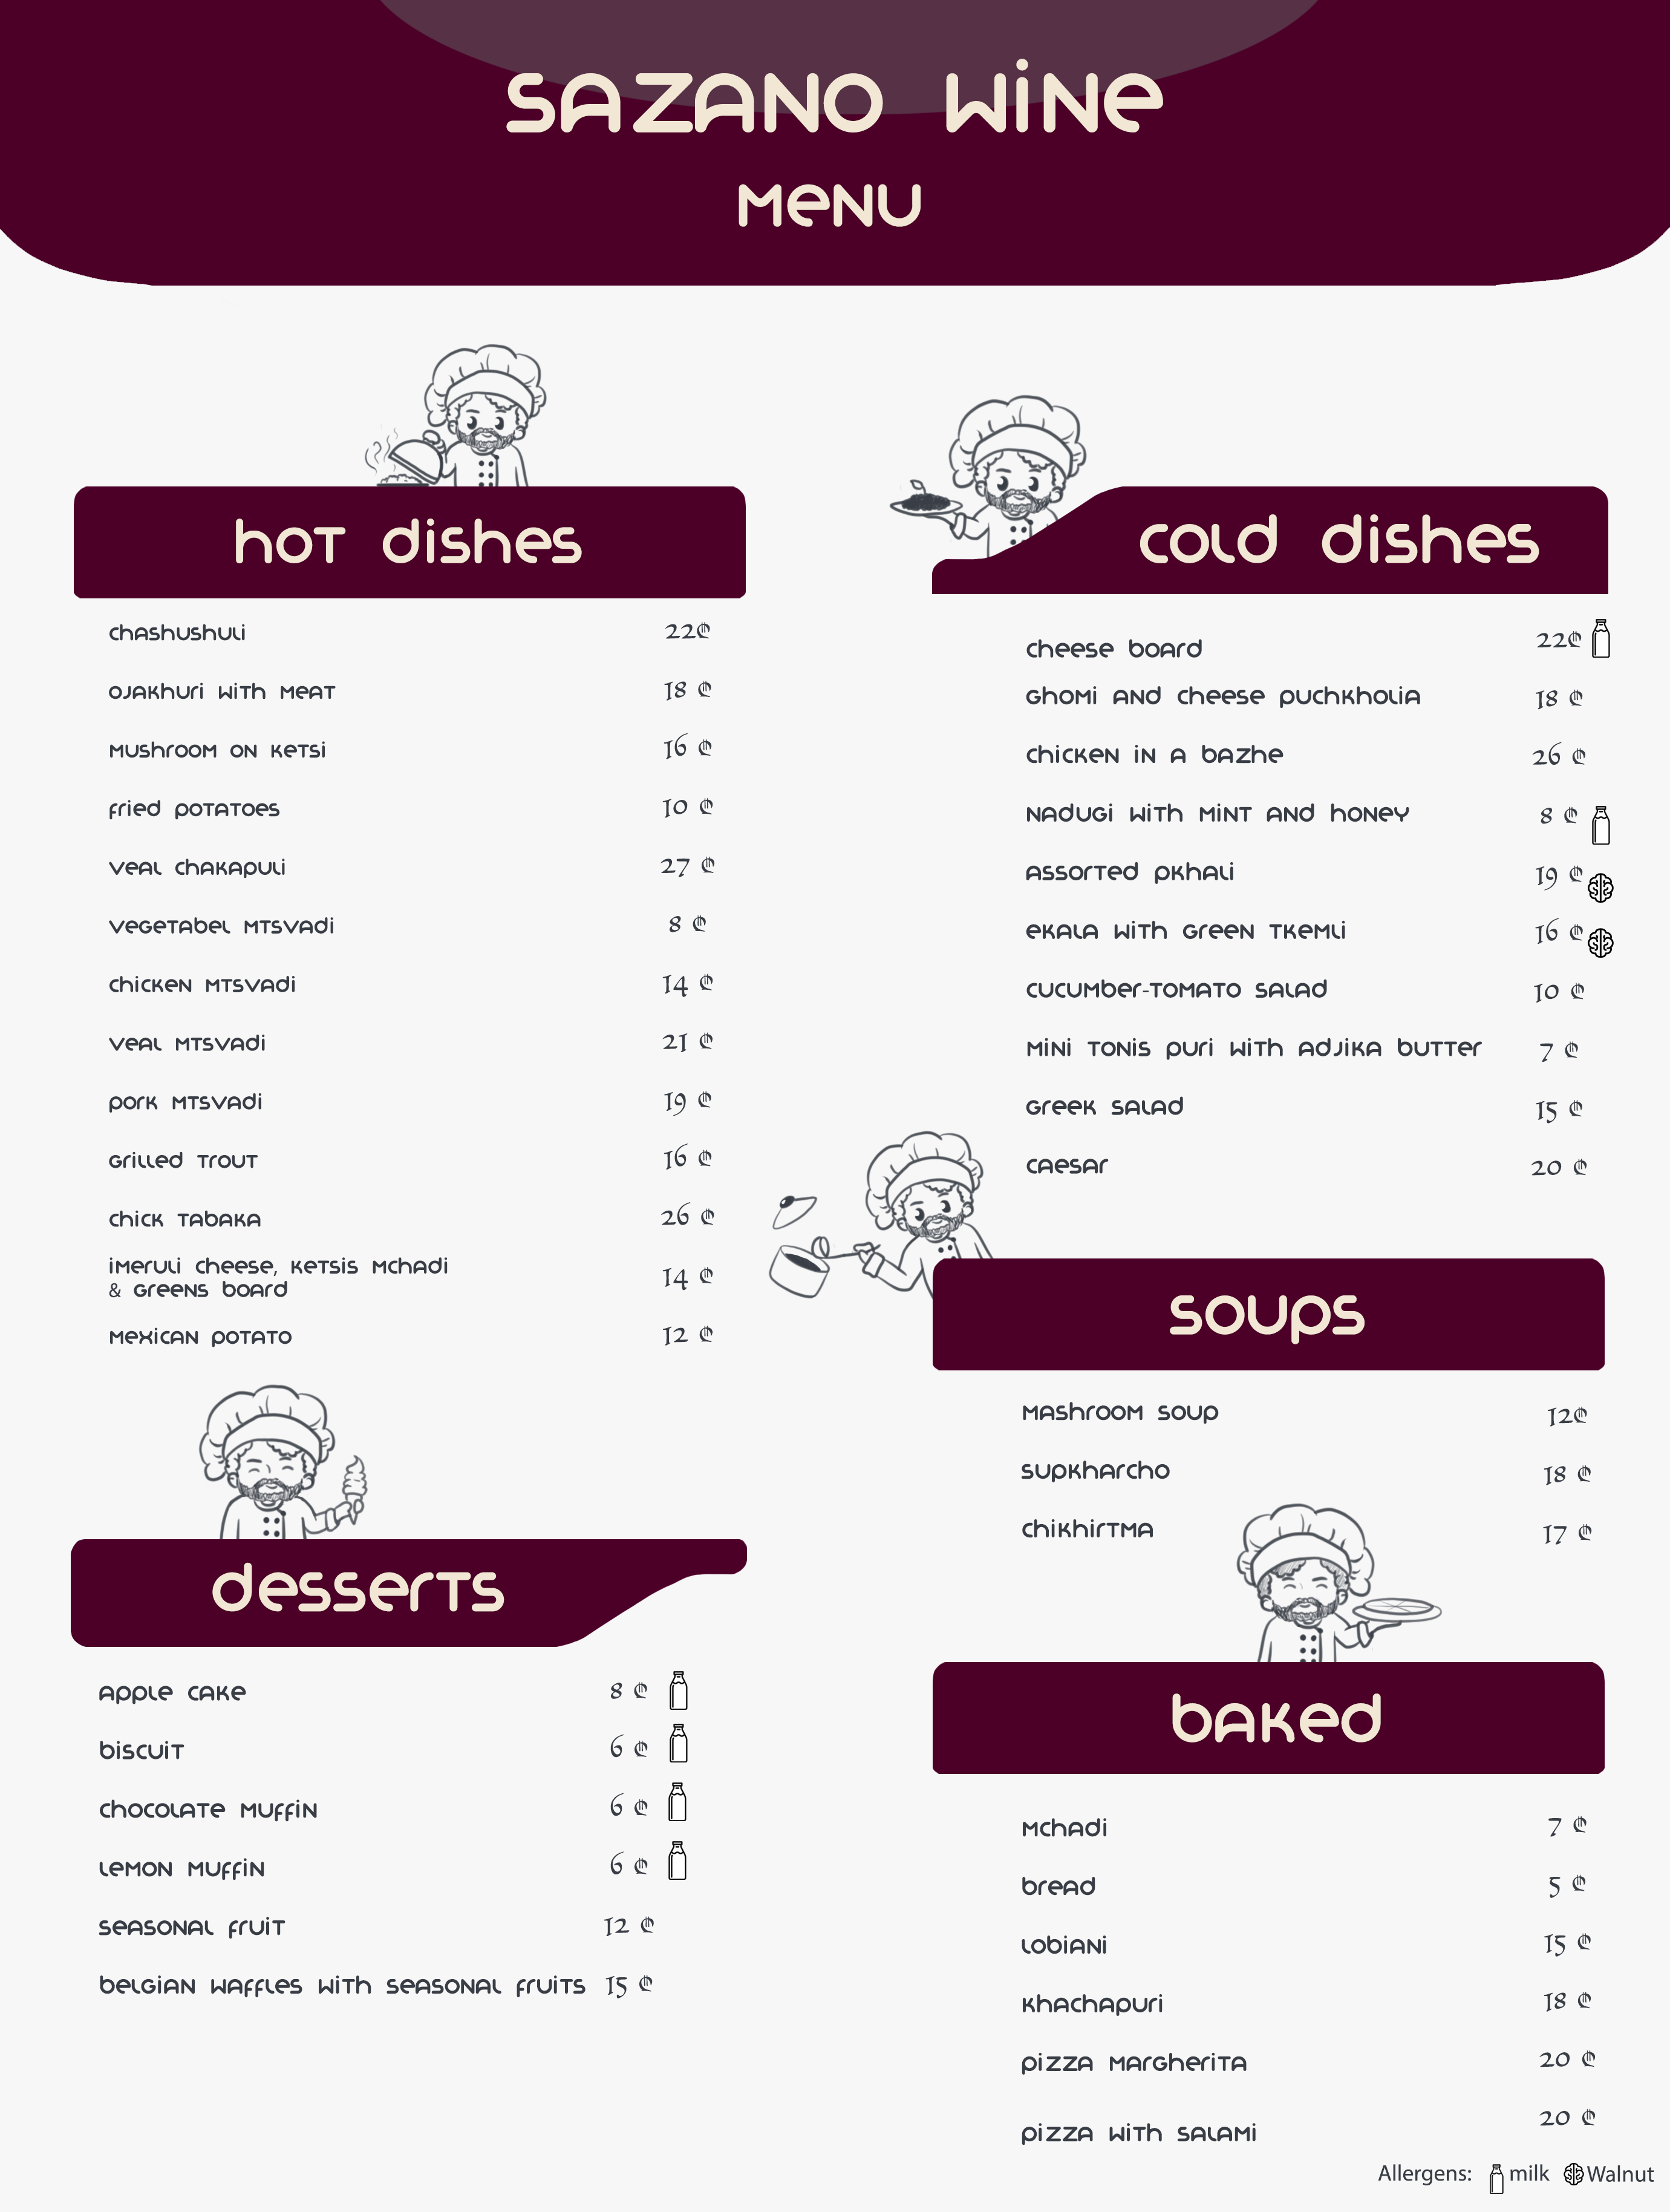 SAZANO WINE
MENU
hot dishes
chashushuli 22₾
ojakhuri with meat 18 ₾
mushroom on ketsi 16 ₾
fried potatoes 10 ₾
veal chakapuli 27 ₾
vegetabel mtsvadi 8 ₾
chicken mtsvadi 14 ₾
veal mtsvadi 21 ₾
pork mtsvadi 19 ₾
grilled trout 16 ₾
chick tabaka 26 ₾
imeruli cheese, ketsis mchadi
& greens board 14 ₾
mexican potato 12 ₾
desserts
apple cake 8 ₾
biscuit 6 ₾
chocolate muffin 6 ₾
lemon muffin 6 ₾
seasonal fruit 12 ₾
belgian waffles with seasonal fruits 15 ₾
cold dishes
cheese board 22₾
ghomi and cheese puchkholia 18 ₾
chicken in a bazhe 26 ₾
nadugi with mint and honey 8 ₾
assorted pkhali 19 ₾
ekala with green tkemli 16 ₾
cucumber-tomato salad 10 ₾
mini tonis puri with adjika butter 7 ₾
greek salad 15 ₾
caesar 20 ₾
soups
mashroom soup 12₾
supkharcho 18 ₾
chikhirtma 17 ₾
baked
mchadi 7 ₾
bread 5 ₾
lobiani 15 ₾
khachapuri 18 ₾
pizza margherita 20 ₾
pizza with salami 20 ₾
Allergens: milk Walnut